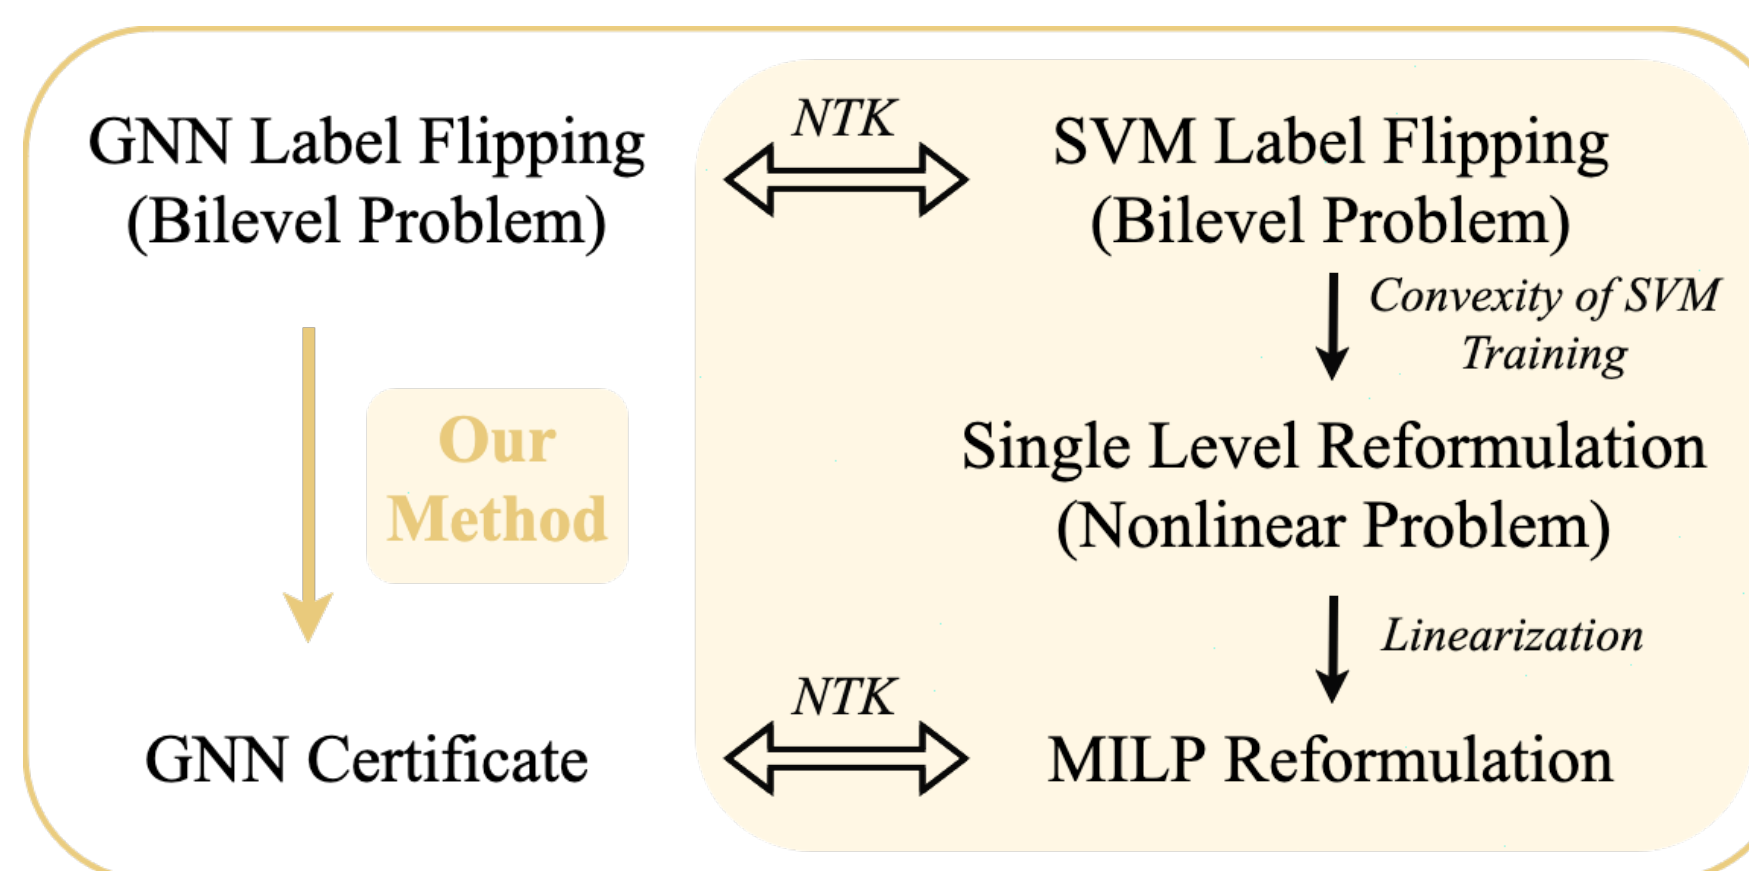 GNN Label Flipping
(Bilevel Problem)
NTK
SVM Label Flipping
(Bilevel Problem)
Convexity of SVM
Training
Our
Method
Single Level Reformulation
(Nonlinear Problem)
Linearization
GNN Certificate
NTK
MILP Reformulation